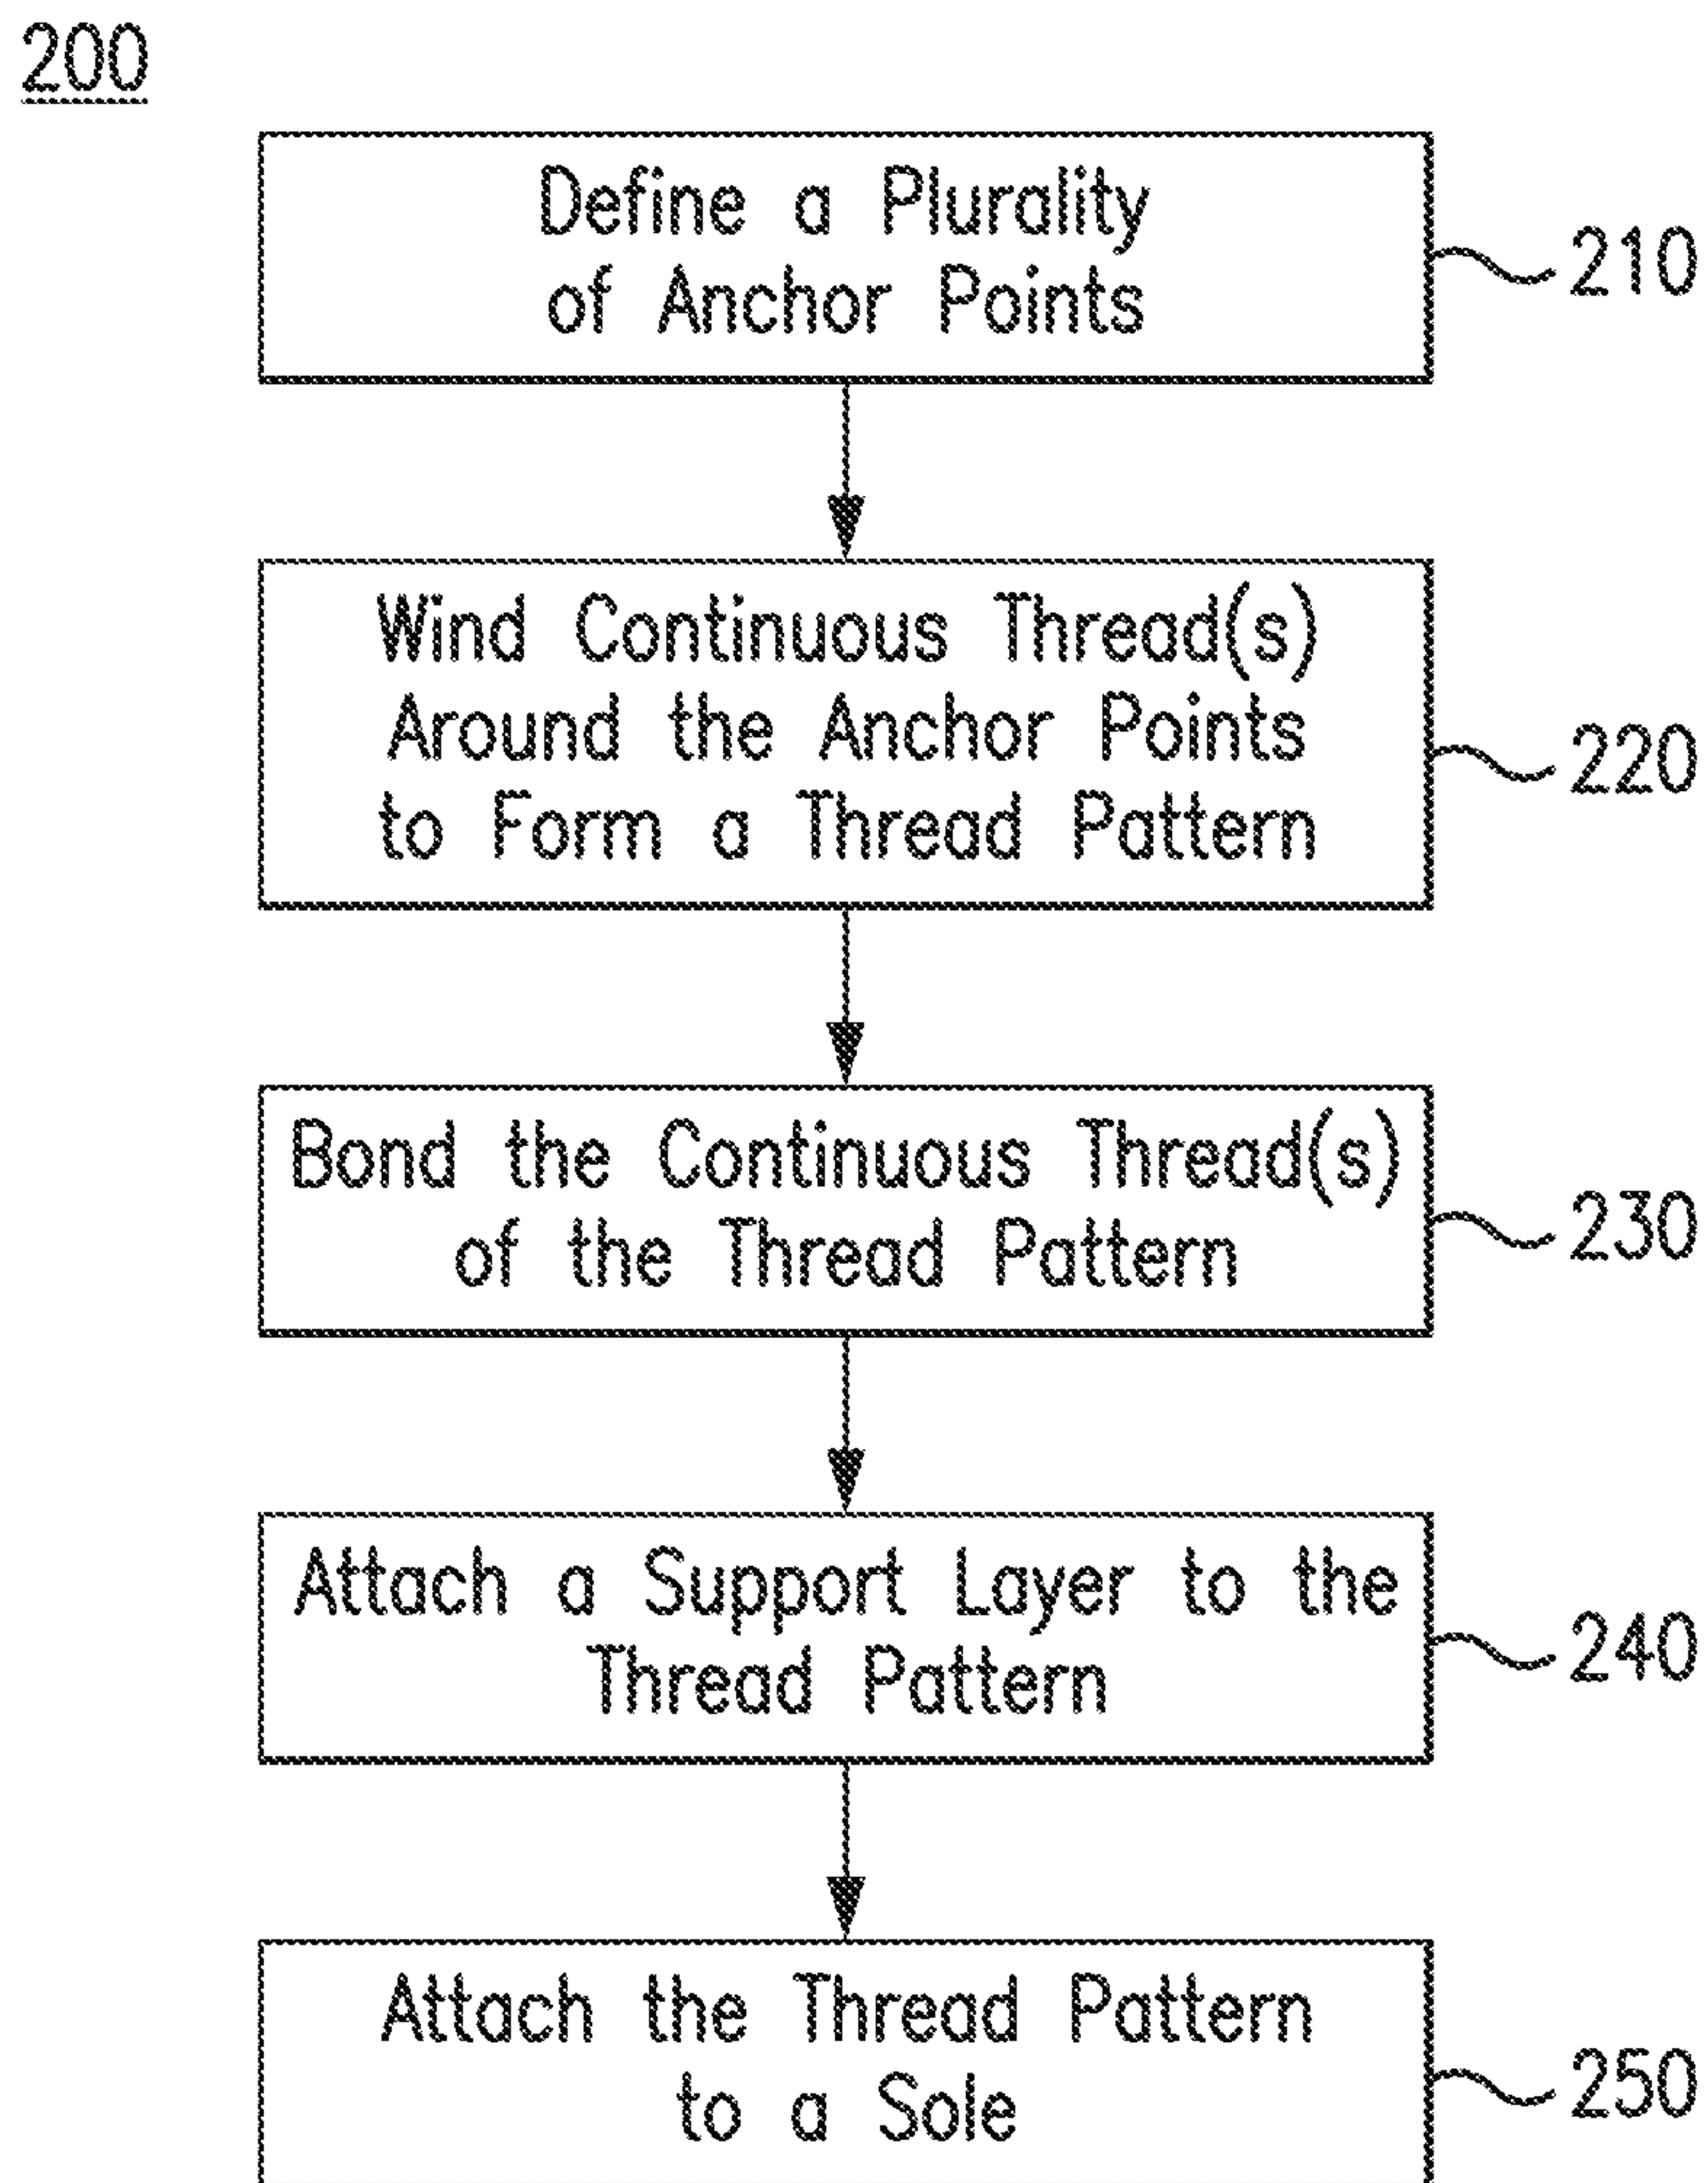 200
Define a Plurality
of Anchor Points
210
Wind Continuous Thread(s)
Around the Anchor Points
to Form a Thread Pattern
220
Bond the Continuous Thread(s)
of the Thread Pattern
230
Attach a Support Layer to the
Thread Pattern
240
Attach the Thread Pattern
to a Sole
250